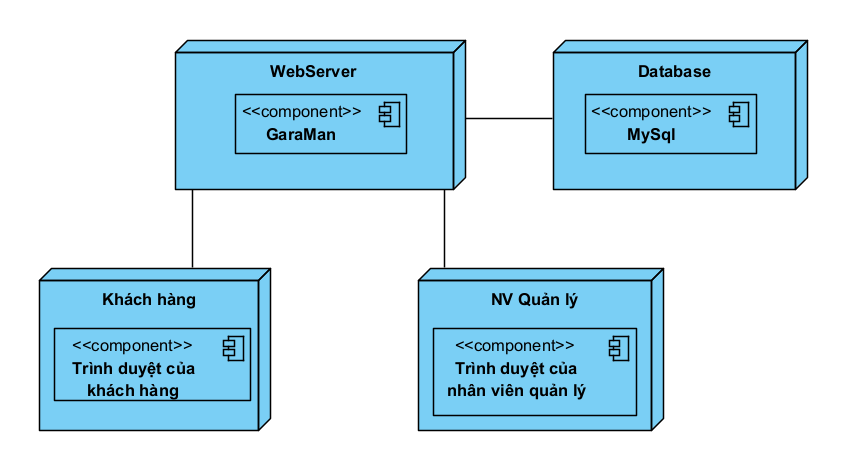 WebServer
<<component>>
GaraMan
Database
<<component>>
MySql
Khách hàng
<<component>>
Trình duyệt của
khách hàng
NV Quản lý
<<component>>
Trình duyệt của
nhân viên quản lý